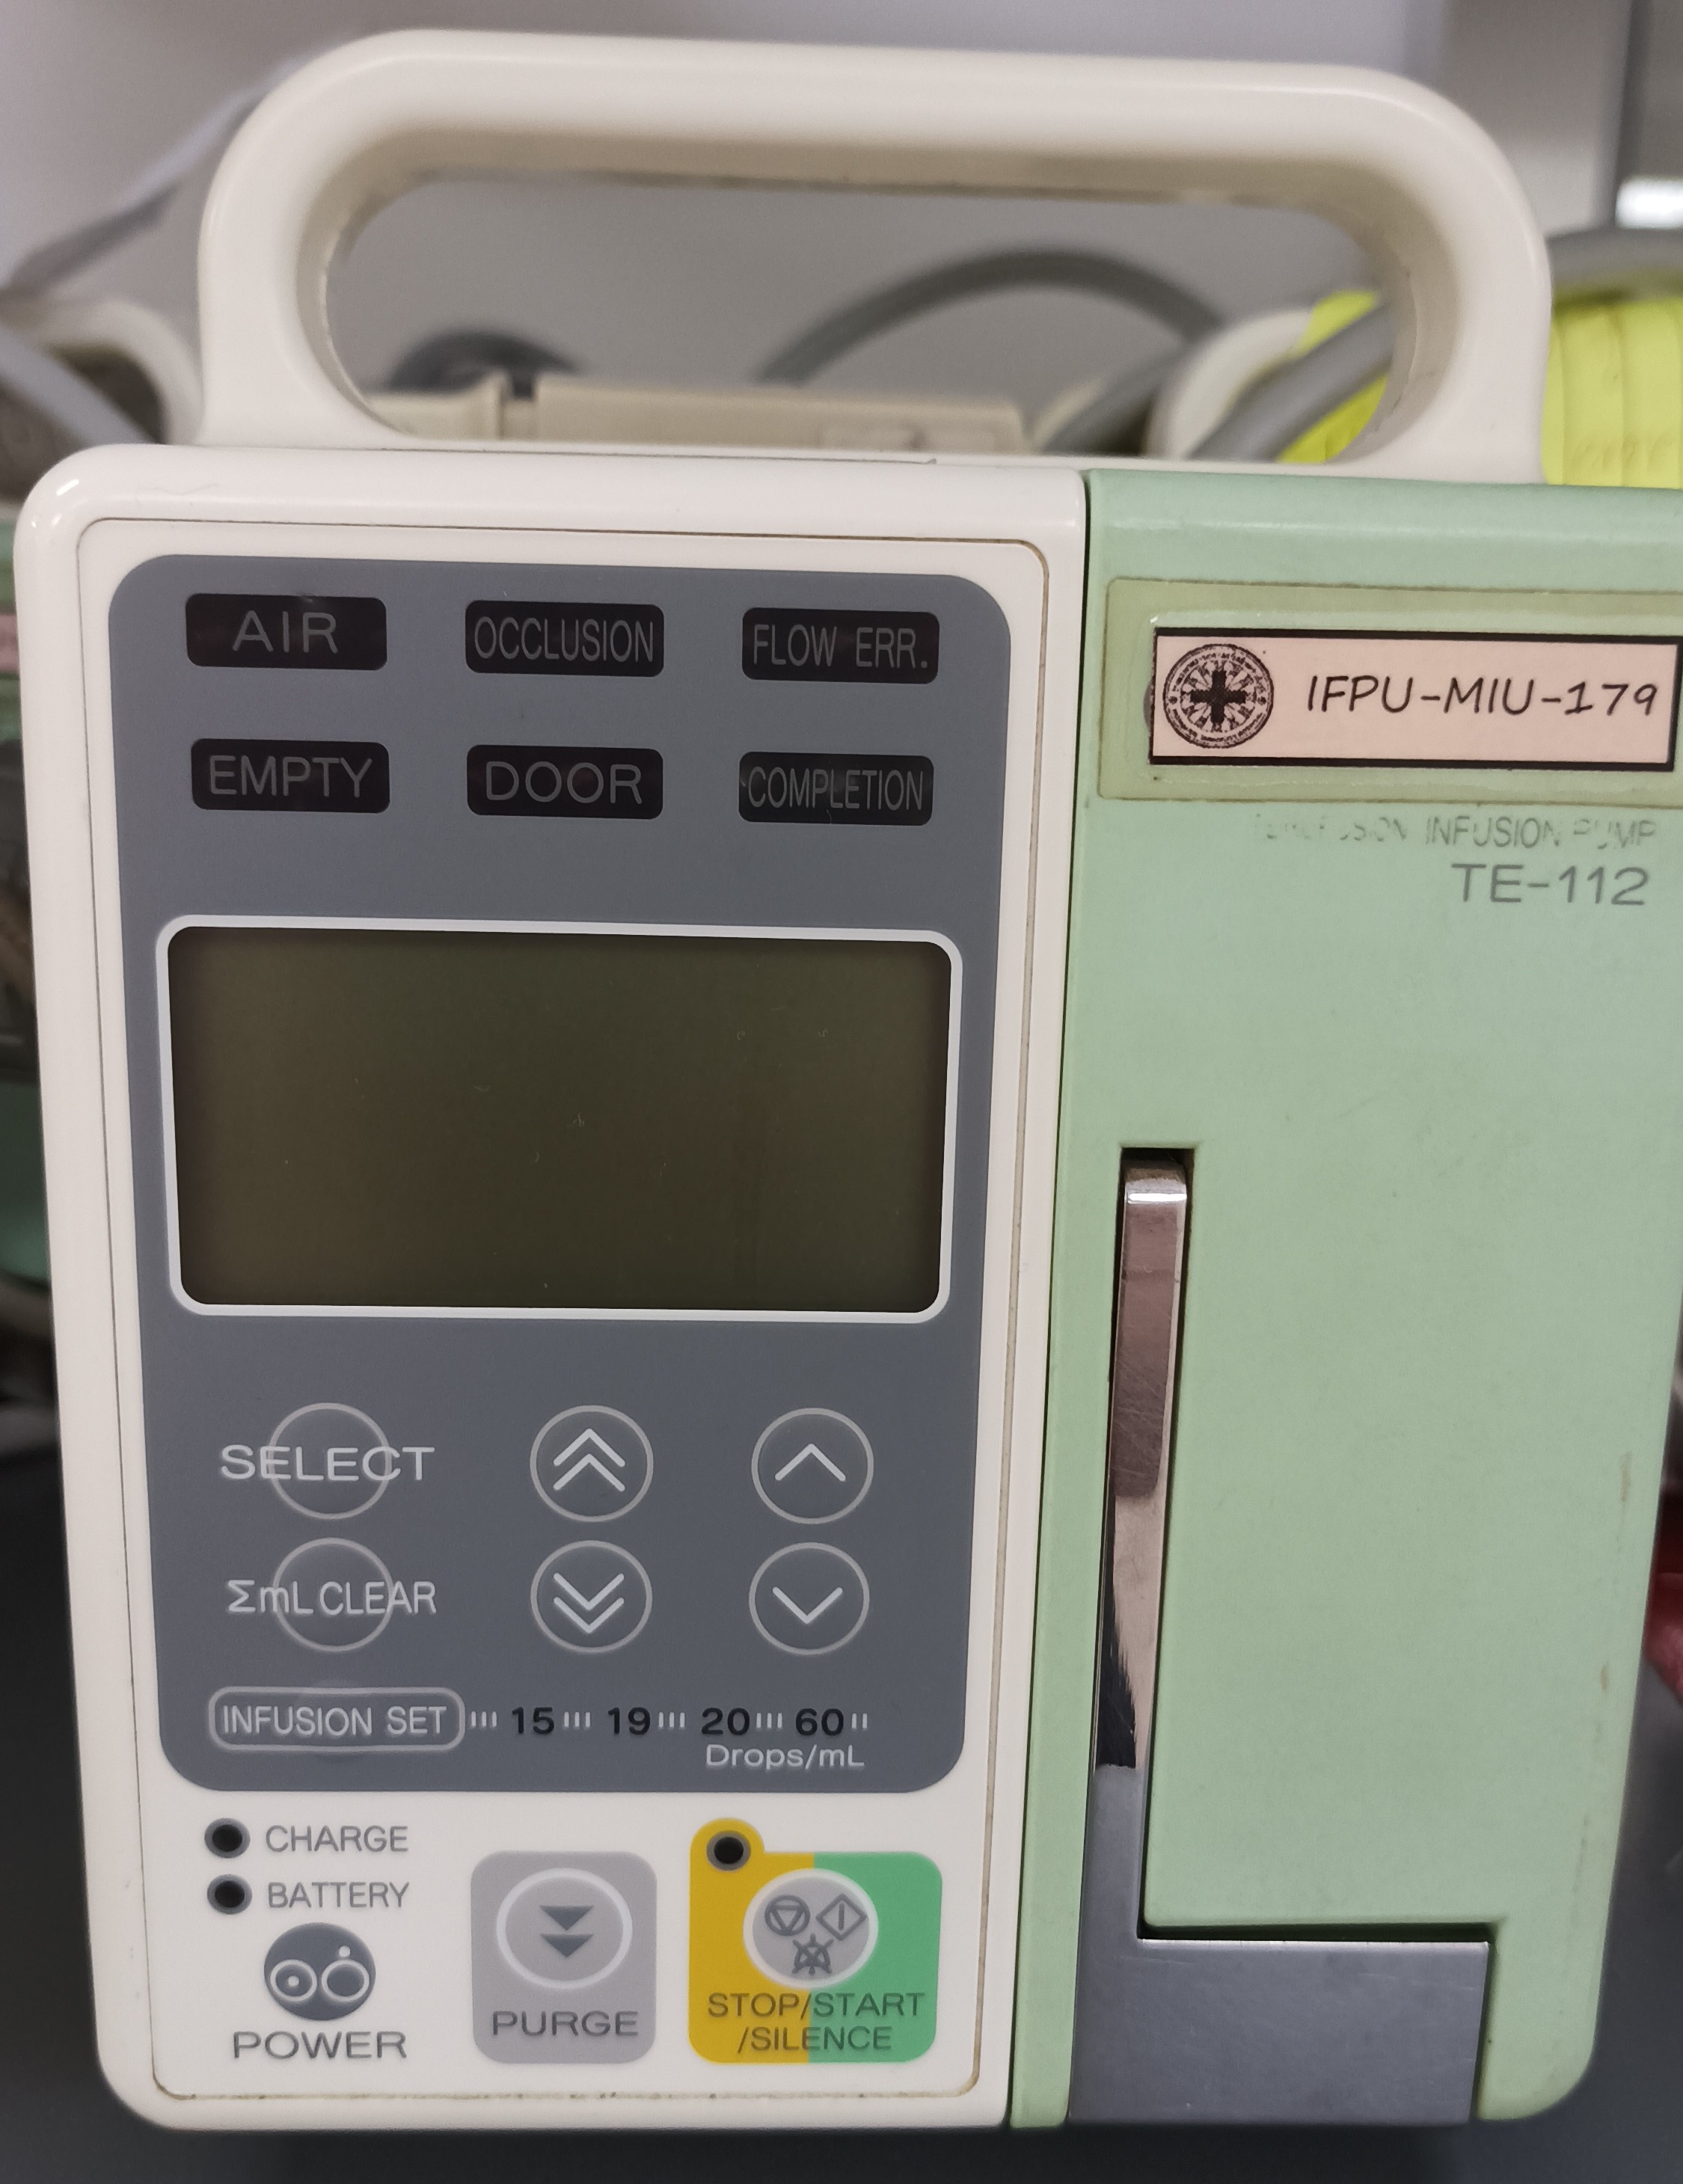 AIR
OCCLUSION
FLOW ERR.
EMPTY
DOOR
COMPLETION
IFPU-MIU-179
INFUSION PUMP
TE-112
SELECT
ΣmL CLEAR
INFUSION SET 15 19 20 60
Drops/mL
CHARGE
BATTERY
POWER
PURGE
STOP/START
/SILENCE